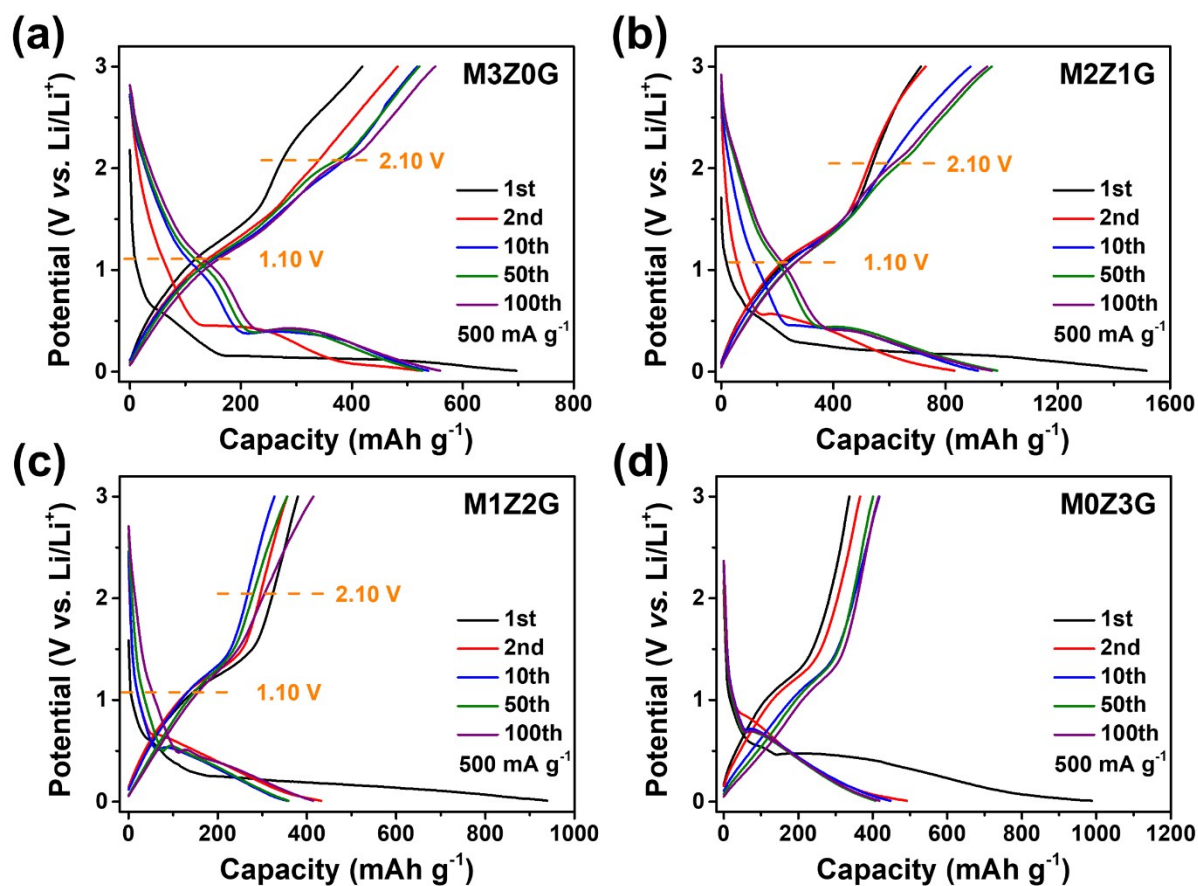 (a)
M3Z0G
Potential (V vs. Li/Li⁺)
3
2
1
0
2.10 V
1.10 V
1st
2nd
10th
50th
100th
500 mA g⁻¹
0 200 400 600 800
Capacity (mAh g⁻¹)
(b)
M2Z1G
Potential (V vs. Li/Li⁺)
3
2
1
0
2.10 V
1.10 V
1st
2nd
10th
50th
100th
500 mA g⁻¹
0 400 800 1200 1600
Capacity (mAh g⁻¹)
(c)
M1Z2G
Potential (V vs. Li/Li⁺)
3
2
1
0
2.10 V
1.10 V
1st
2nd
10th
50th
100th
500 mA g⁻¹
0 200 400 600 800 1000
Capacity (mAh g⁻¹)
(d)
M0Z3G
Potential (V vs. Li/Li⁺)
3
2
1
0
1st
2nd
10th
50th
100th
500 mA g⁻¹
0 200 400 600 800 1000 1200
Capacity (mAh g⁻¹)